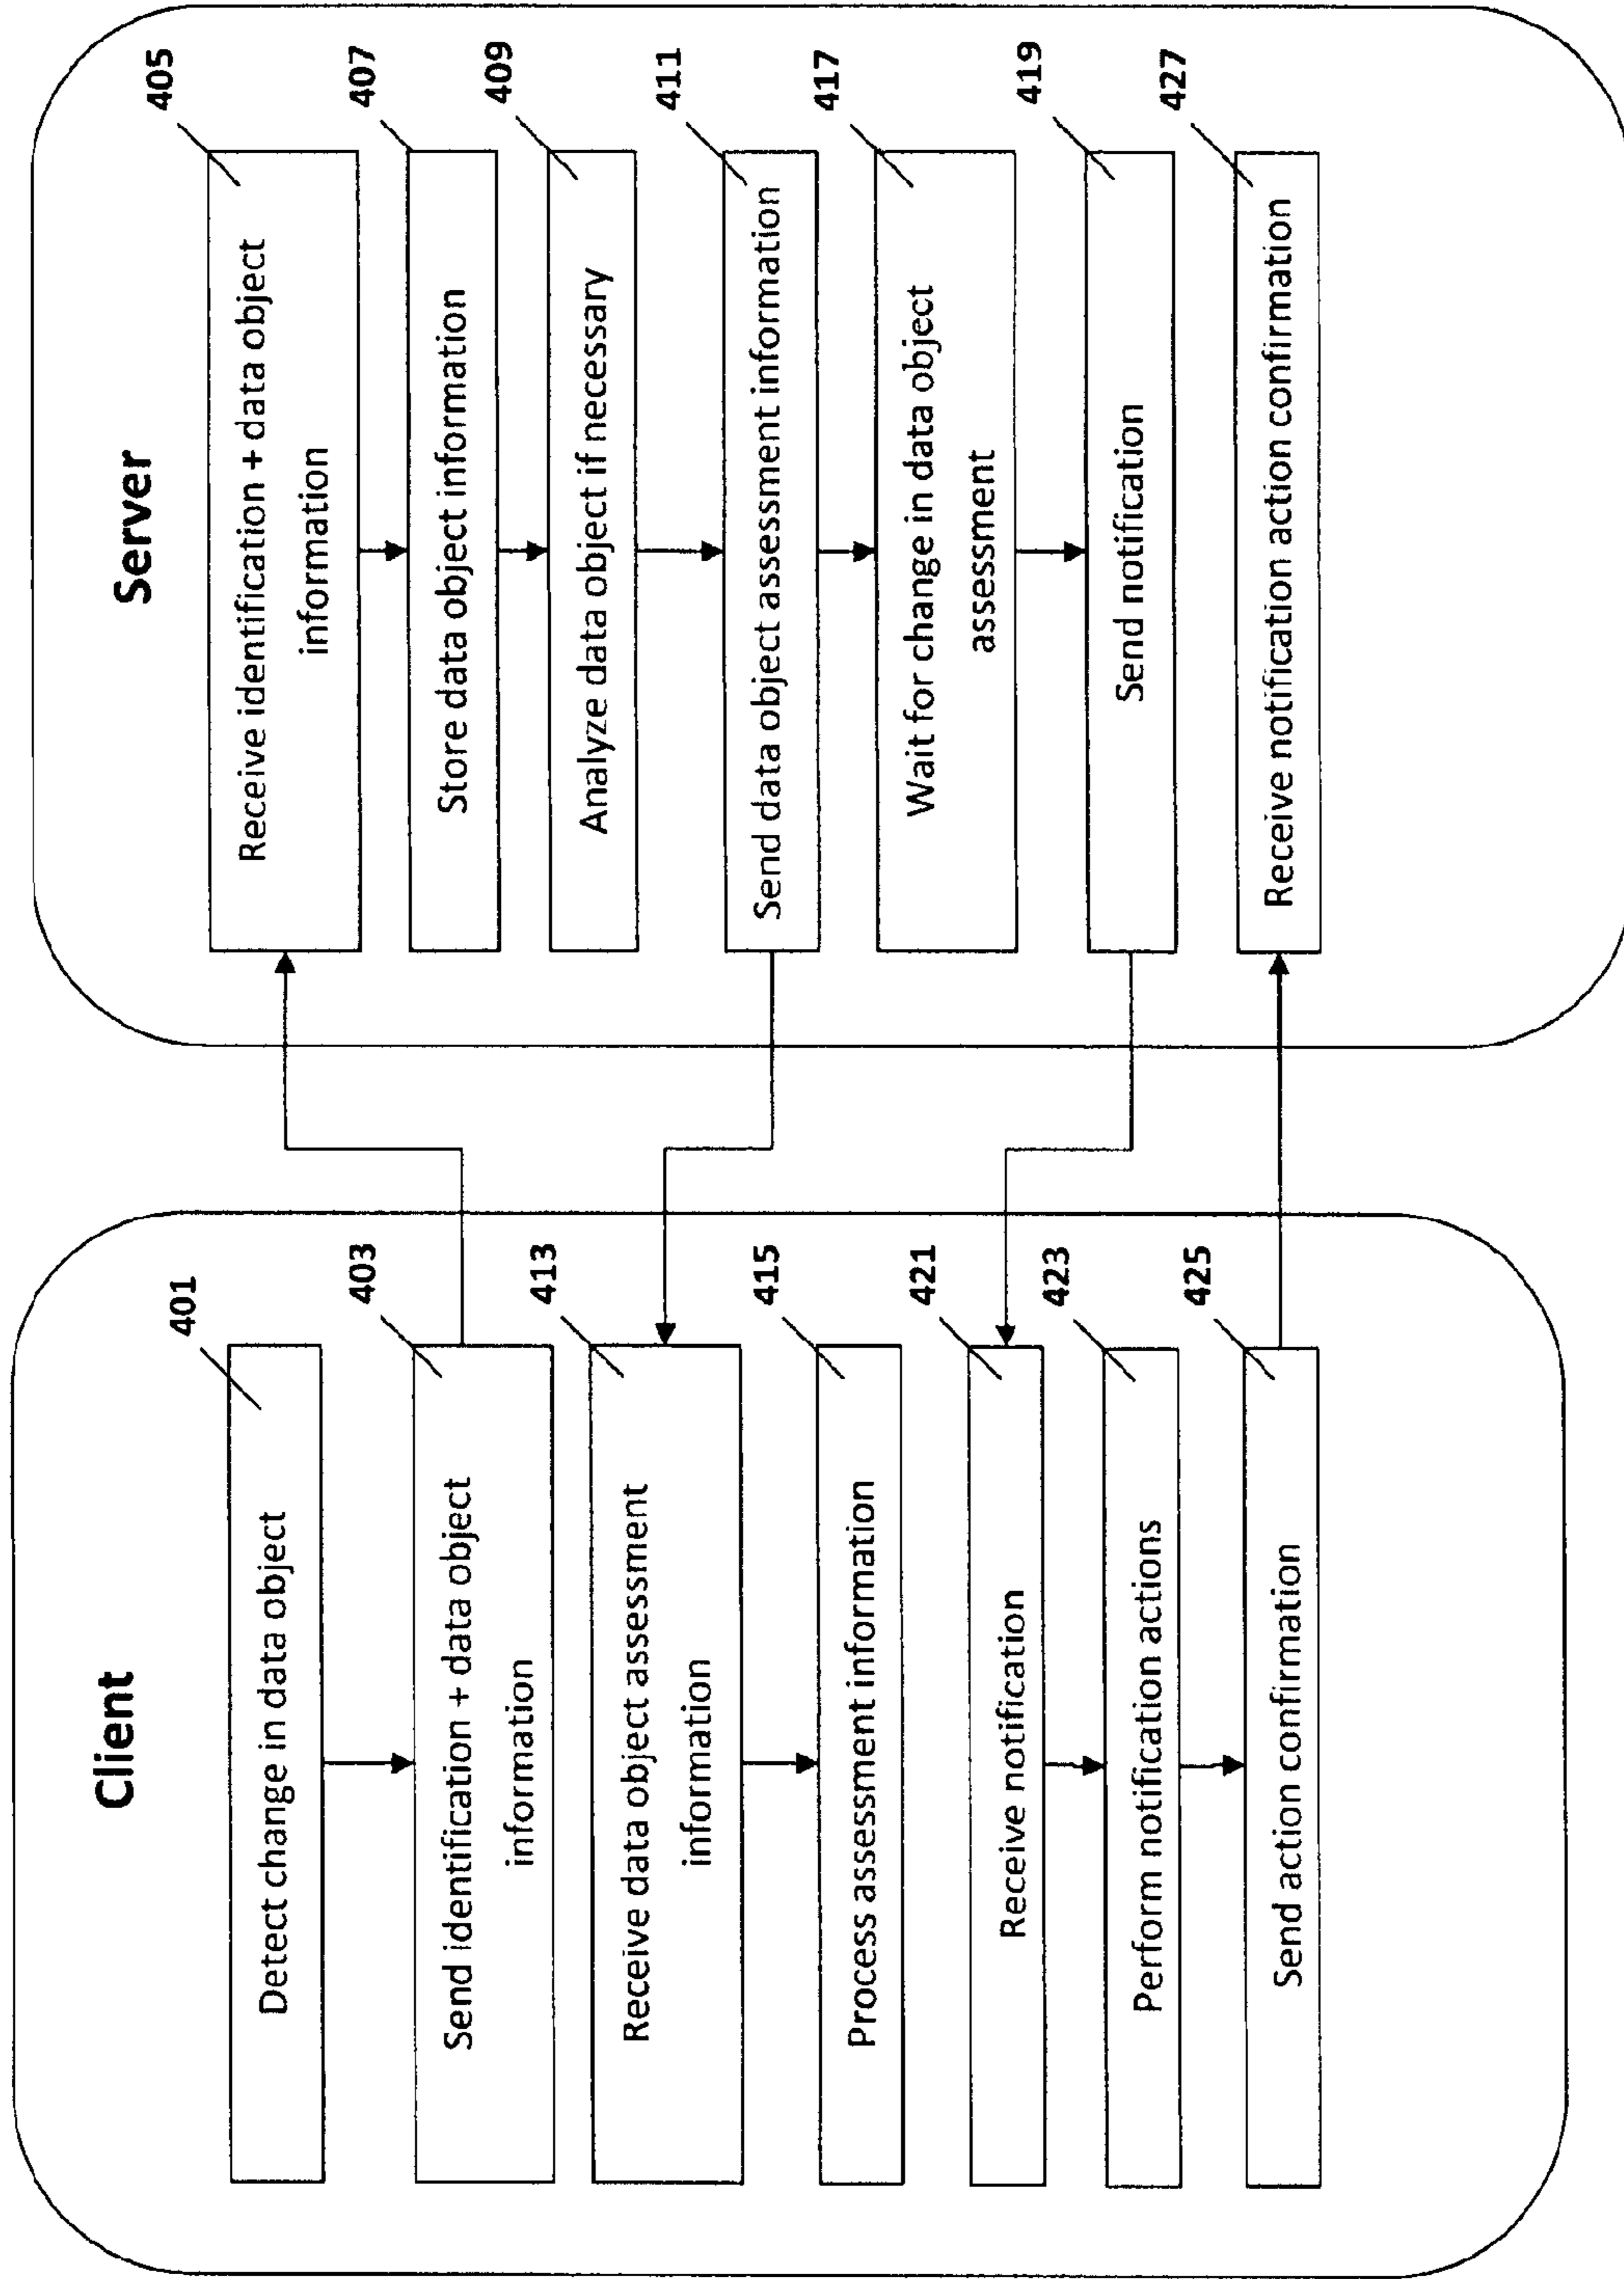 Client
401
Detect change in data object
403
Send identification + data object
information
413
Receive data object assessment
information
415
Process assessment information
421
Receive notification
423
Perform notification actions
425
Send action confirmation
Server
405
Receive identification + data object
information
407
Store data object information
409
Analyze data object if necessary
411
Send data object assessment information
417
Wait for change in data object
assessment
419
Send notification
427
Receive notification action confirmation